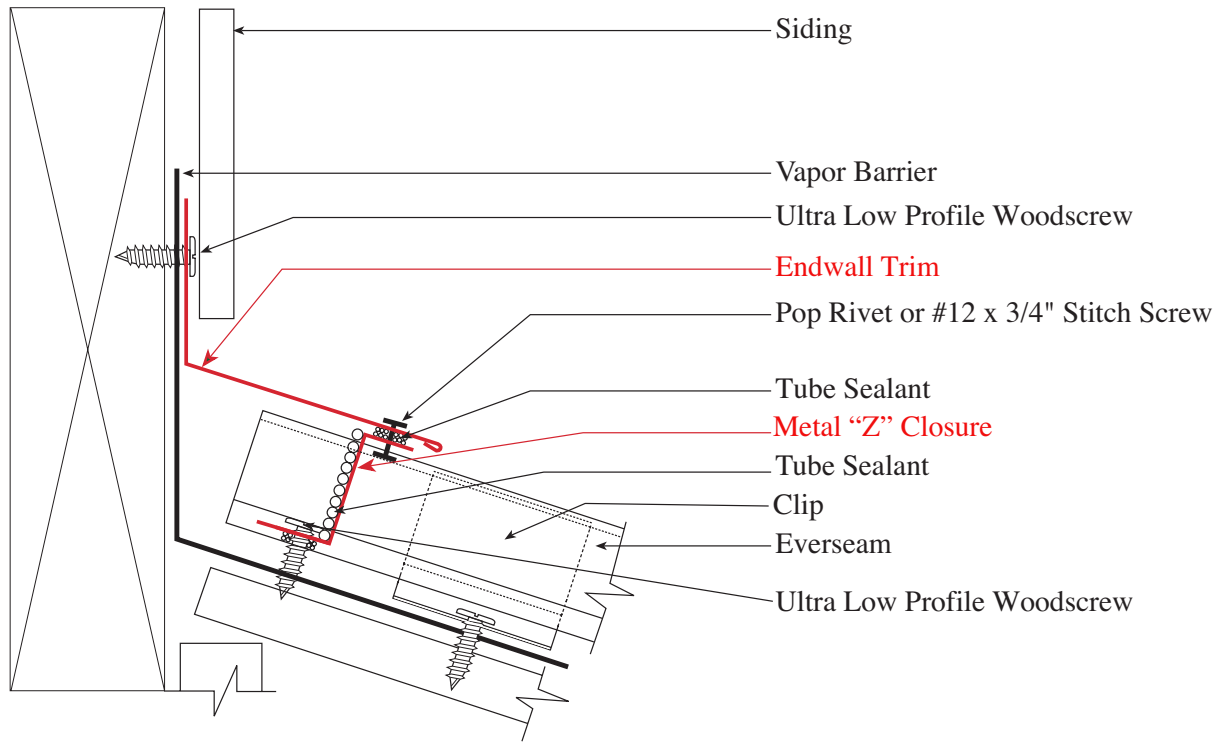 Siding
Vapor Barrier
Ultra Low Profile Woodscrew
Endwall Trim
Pop Rivet or #12 x 3/4" Stitch Screw
Tube Sealant
Metal “Z” Closure
Tube Sealant
Clip
Everseam
Ultra Low Profile Woodscrew